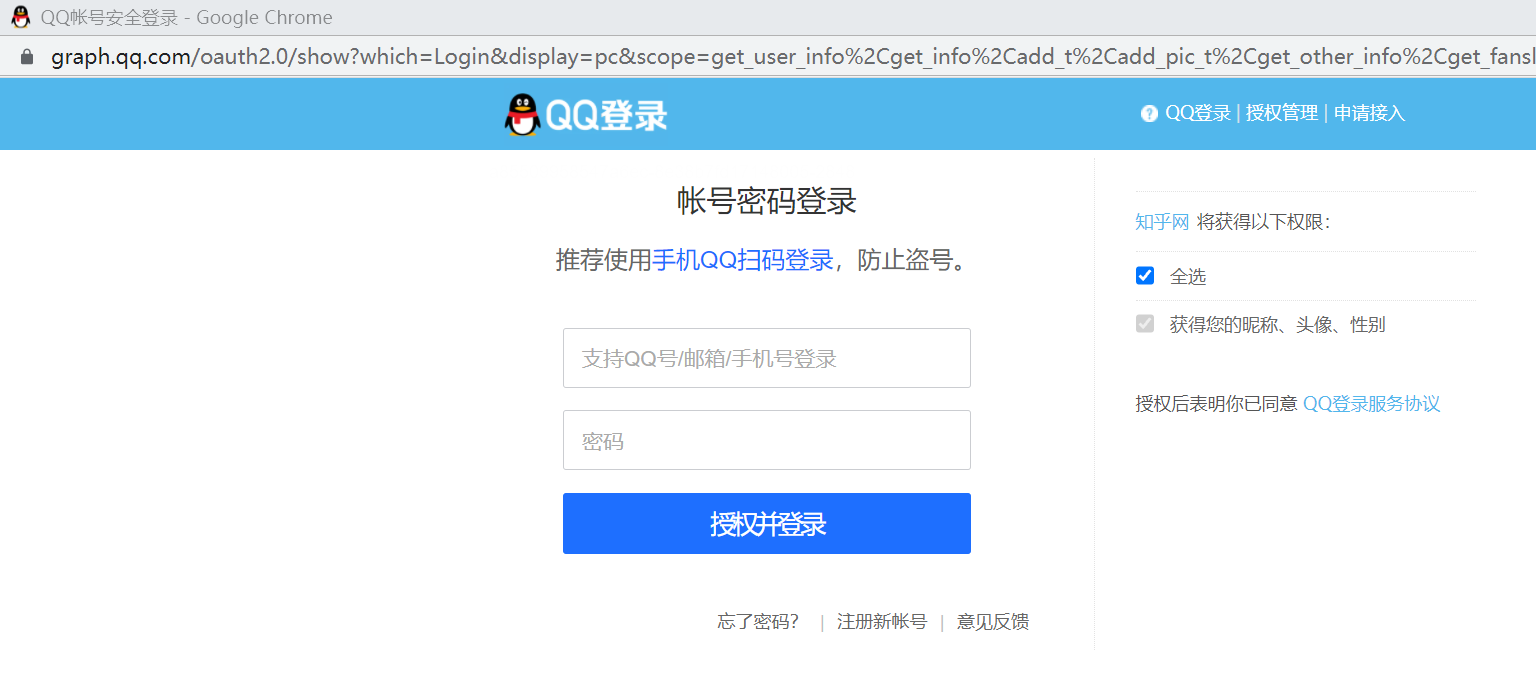 QQ帐号安全登录 - Google Chrome
graph.qq.com/oauth2.0/show?which=Login&display=pc&scope=get_user_info%2Cget_info%2Cadd_t%2Cadd_pic_t%2Cget_other_info%2Cget_fansl
QQ登录
? QQ登录 | 授权管理 | 申请接入
帐号密码登录
推荐使用手机QQ扫码登录，防止盗号。
支持QQ号/邮箱/手机号登录
密码
授权并登录
忘了密码？ | 注册新帐号 | 意见反馈
知乎网 将获得以下权限：
全选
获得您的昵称、头像、性别
授权后表明你已同意 QQ登录服务协议